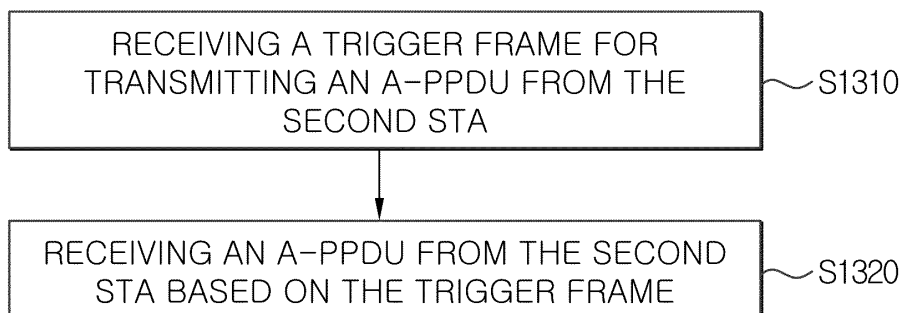 RECEIVING A TRIGGER FRAME FOR
TRANSMITTING AN A-PPDU FROM THE
SECOND STA
S1310
RECEIVING AN A-PPDU FROM THE SECOND
STA BASED ON THE TRIGGER FRAME
S1320